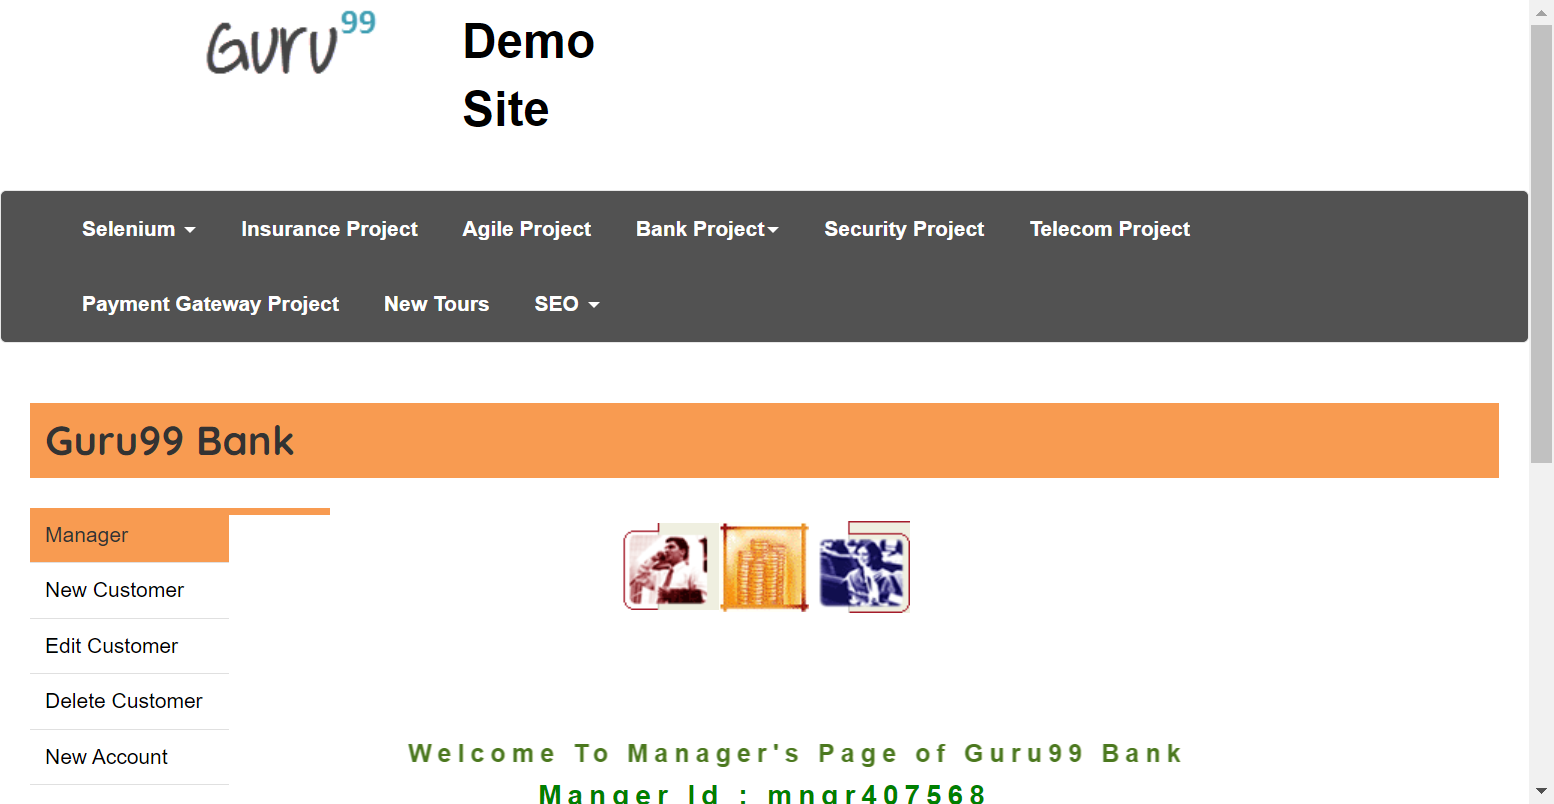 Guru99
Demo
Site
Selenium
Insurance Project
Agile Project
Bank Project
Security Project
Telecom Project
Payment Gateway Project
New Tours
SEO
Guru99 Bank
Manager
New Customer
Edit Customer
Delete Customer
New Account
Welcome To Manager's Page of Guru99 Bank
Manger Id : mngr407568